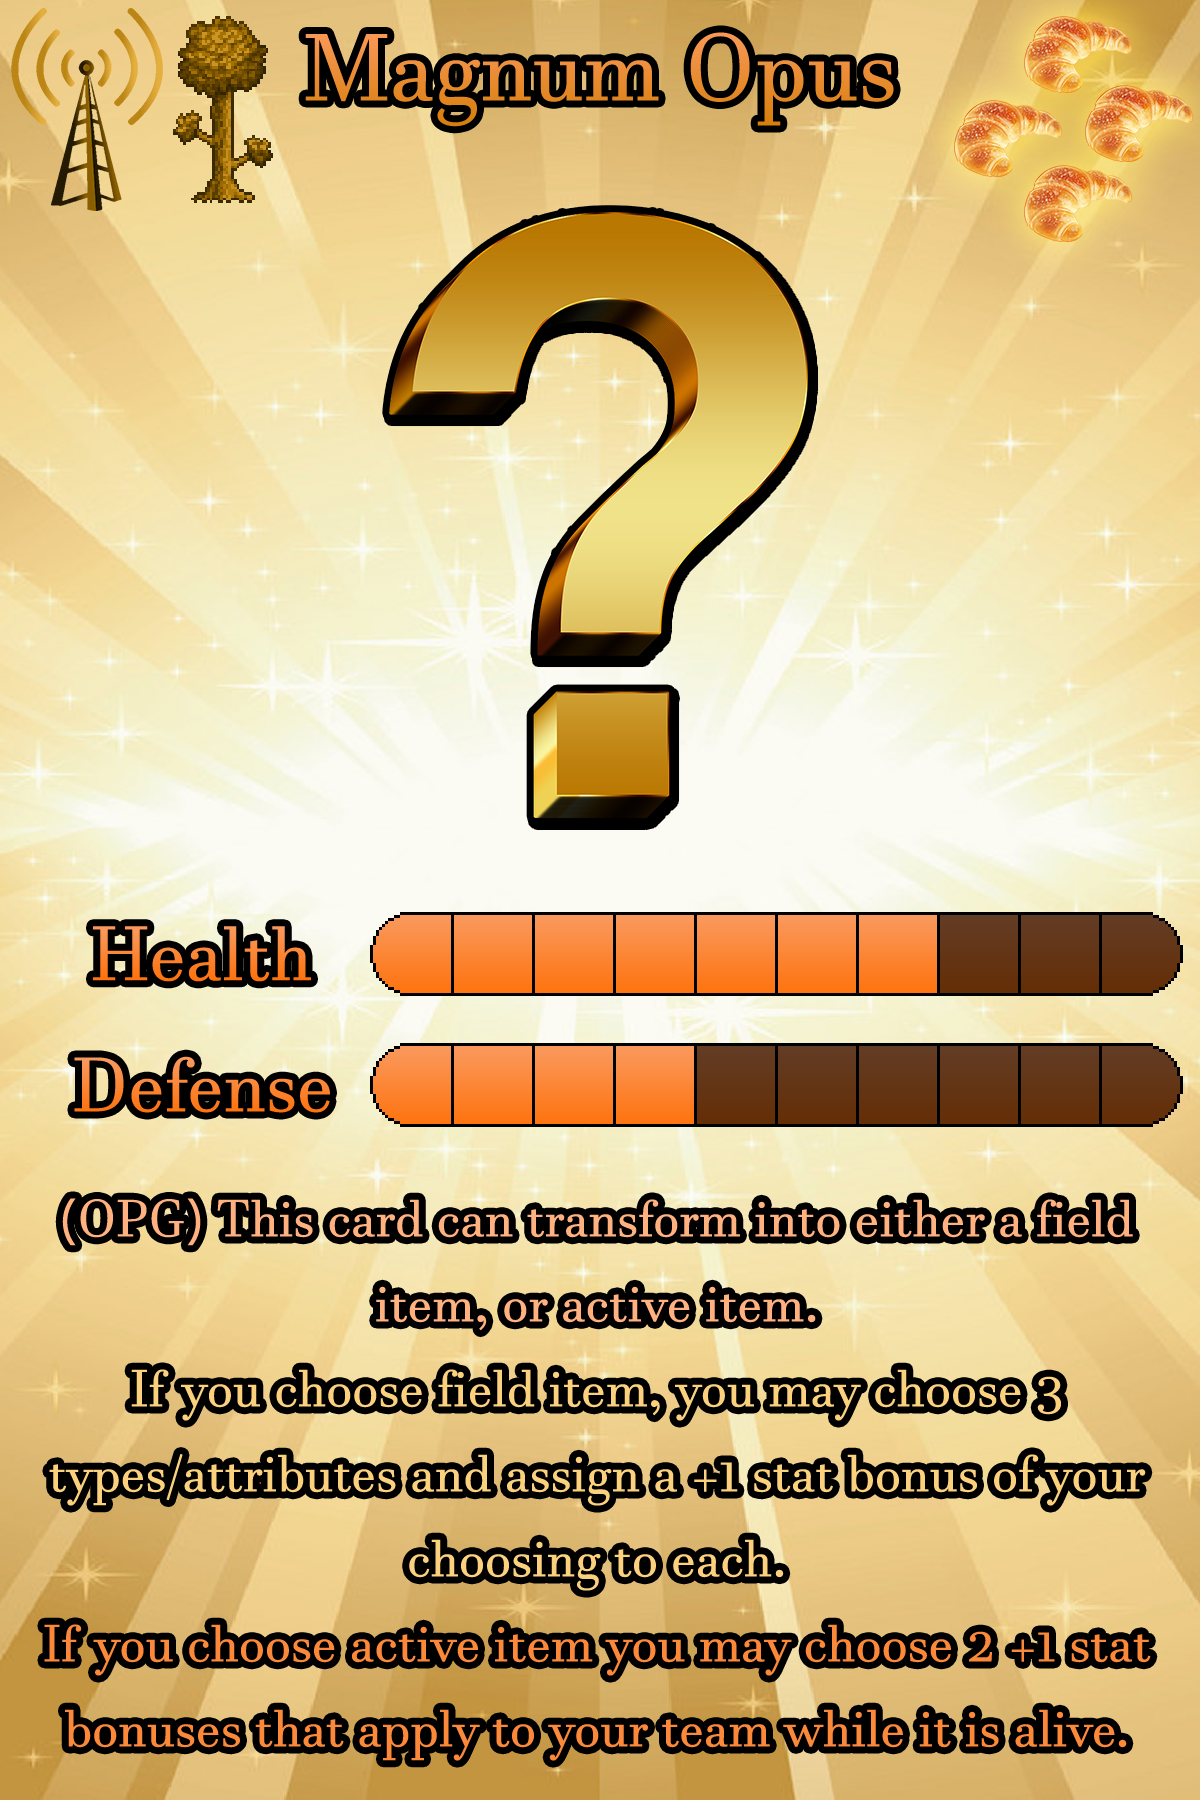 Magnum Opus
?
Health
Defense
(OPG) This card can transform into either a field
item, or active item.
If you choose field item, you may choose 3
types/attributes and assign a +1 stat bonus of your
choosing to each.
If you choose active item you may choose 2 +1 stat
bonuses that apply to your team while it is alive.